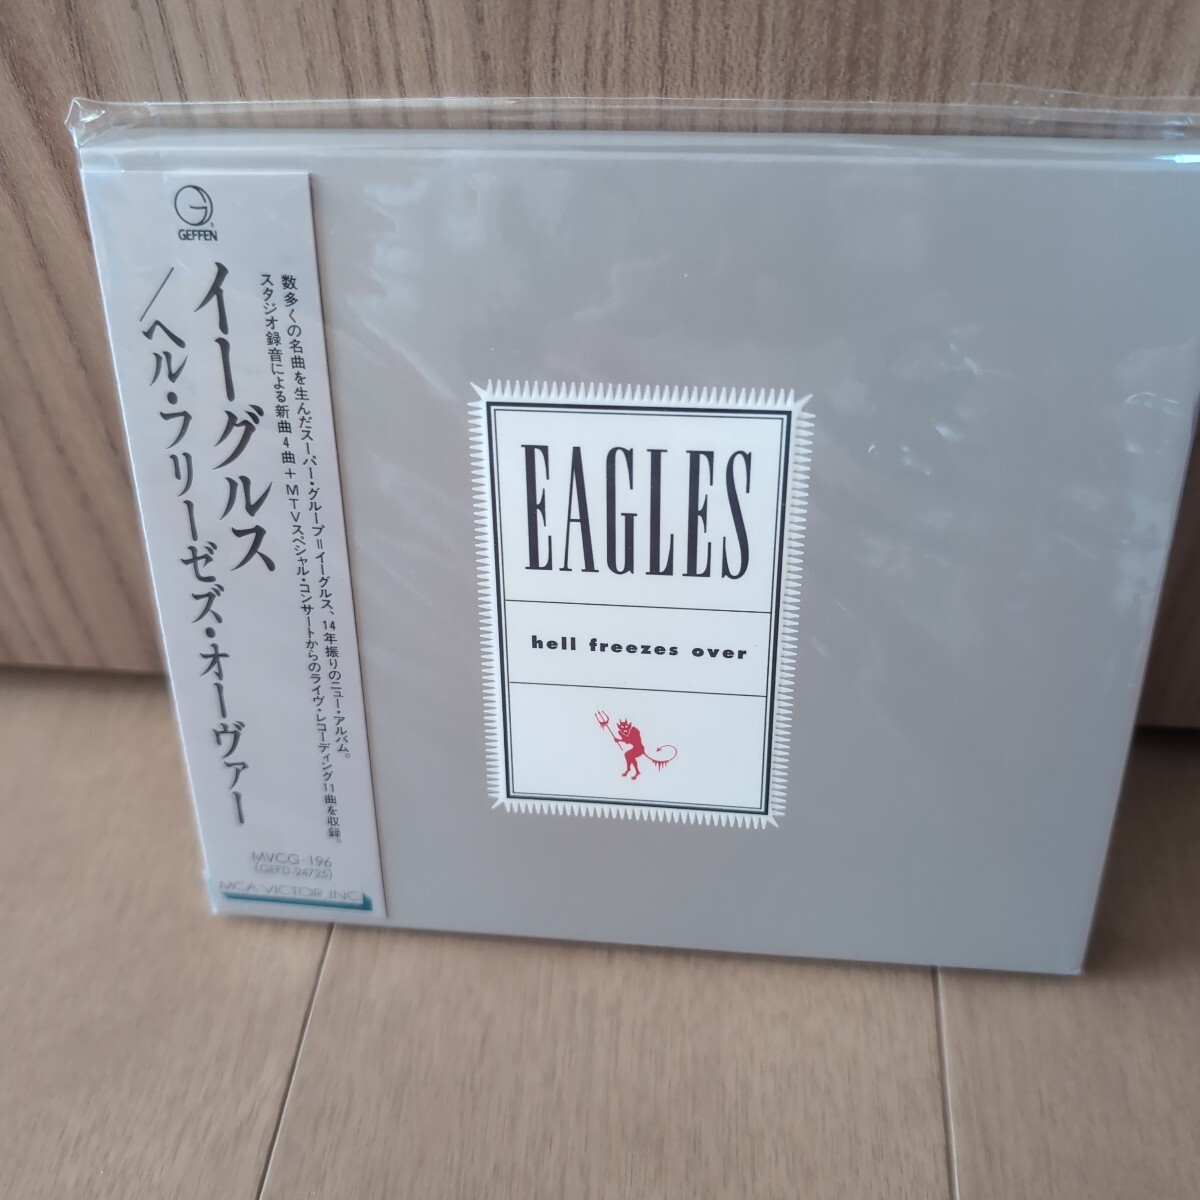 GEFFEN
数多くの名曲を生んだスーパー・グループ=イーグルス、14年振りのニュー・アルバム。
スタジオ録音による新曲4曲+MTVスペシャル・コンサートからのライヴ・レコーディング11曲を収録。
イーグルス
/ヘル・フリーゼズ・オーヴァー
MVCG-196
(GEFD-24725)
MCA VICTOR, INC.
EAGLES
hell freezes over